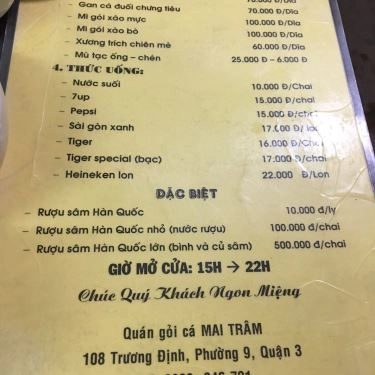 – Gan cá đuối chưng tiêu 70.000 Đ/Dĩa
– Mì gói xào mực 100.000 Đ/Dĩa
– Mì gói xào bò 100.000 Đ/Dĩa
– Xương trích chiên mè 60.000 Đ/Dĩa
– Mù tạc ống – chén 25.000 Đ – 6.000 Đ
4. THỨC UỐNG:
– Nước suối 10.000 Đ/Chai
– 7up 15.000 Đ/chai
– Pepsi 15.000 Đ/chai
– Sài gòn xanh 17.000 Đ/
– Tiger 16.000 Đ/Chai
– Tiger special (bạc) 17.000 Đ/chai
– Heineken lon 22.000 Đ/Lon
ĐẶC BIỆT
– Rượu sâm Hàn Quốc 10.000 đ/ly
– Rượu sâm Hàn Quốc nhỏ (nước rượu) 100.000 đ/chai
– Rượu sâm Hàn Quốc lớn (bình và củ sâm) 500.000 đ/chai
GIỜ MỞ CỬA: 15H → 22H
Chúc Quý Khách Ngon Miệng
Quán gỏi cá MAI TRÂM
108 Trương Định, Phường 9, Quận 3